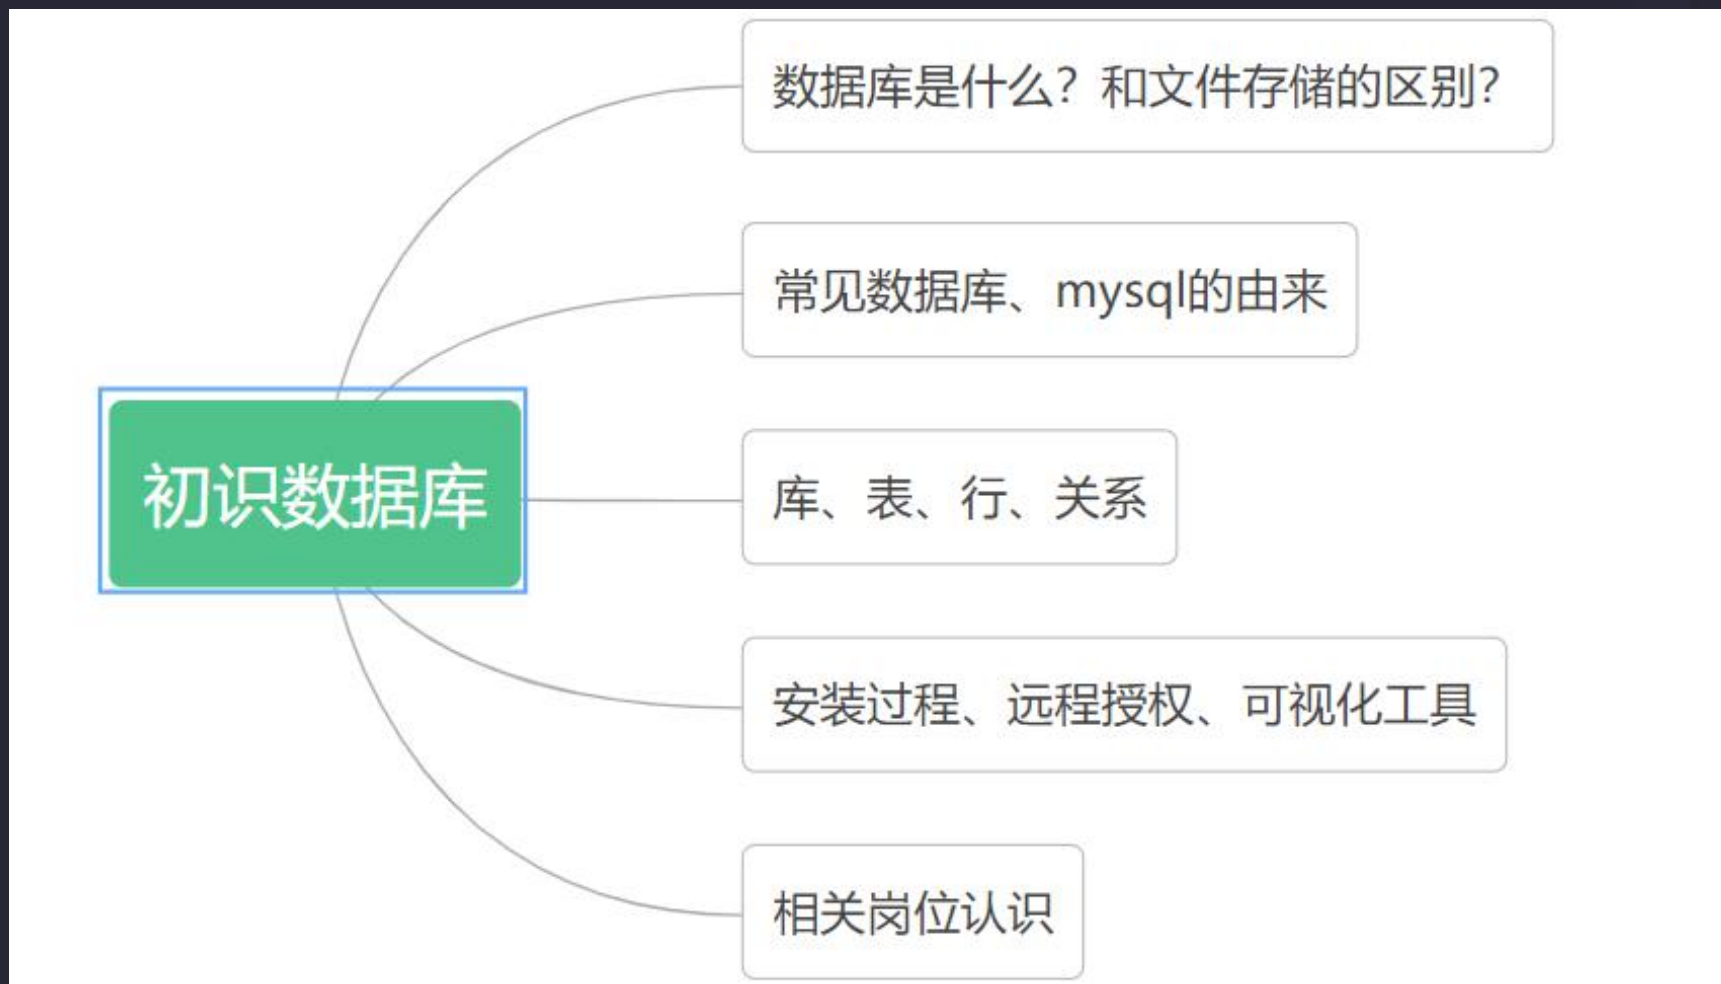 数据库是什么？和文件存储的区别？
常见数据库、mysql的由来
初识数据库
库、表、行、关系
安装过程、远程授权、可视化工具
相关岗位认识